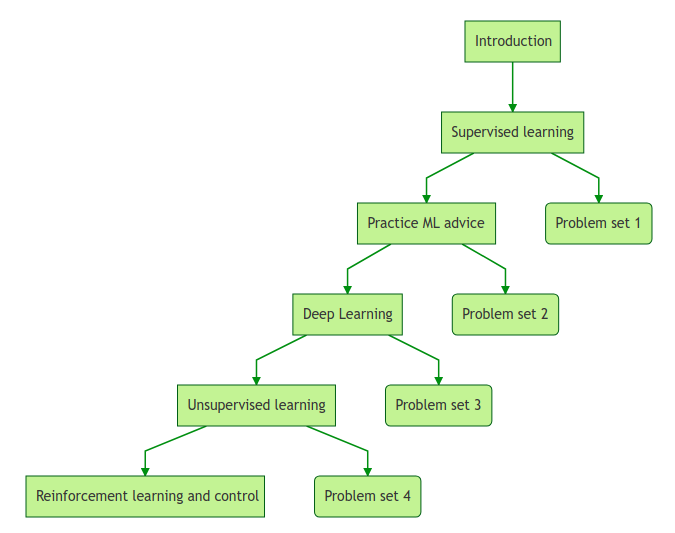 Introduction
Supervised learning
Practice ML advice
Problem set 1
Deep Learning
Problem set 2
Unsupervised learning
Problem set 3
Reinforcement learning and control
Problem set 4